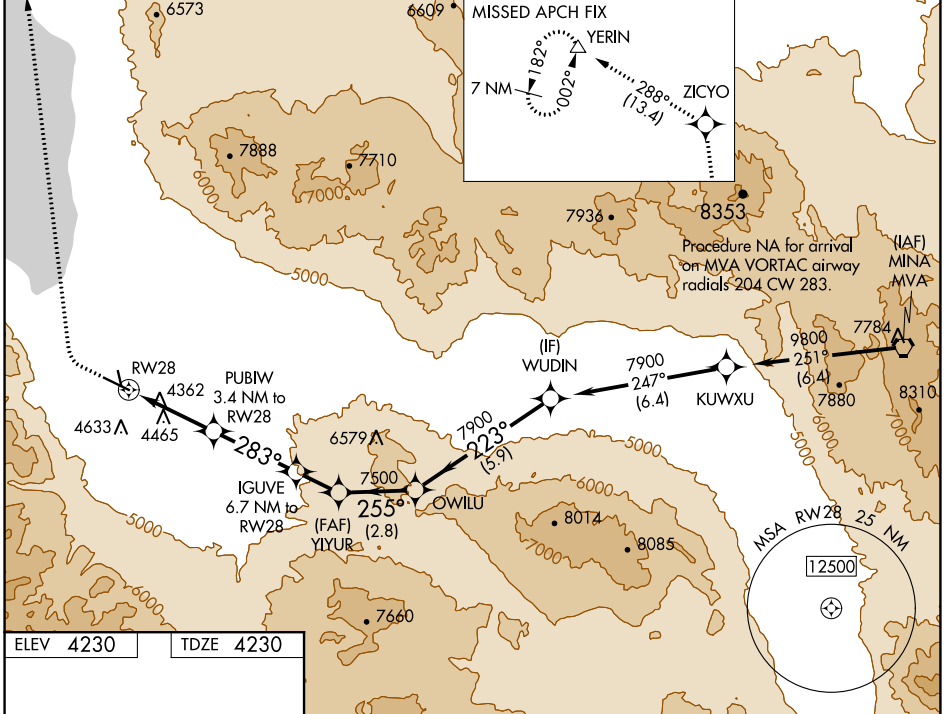 6573
6609
MISSED APCH FIX
YERIN
182°
002°
7 NM
288°
(13.4)
ZICYO
7888
7710
6000
7000
7936
8353
5000
Procedure NA for arrival
on MVA VORTAC airway
radials 204 CW 283.
(IAF)
MINA
MVA
7784
9800
251°
(6.4)
7880
8310
(IF)
WUDIN
7900
247°
(6.4)
KUWXU
RW28
4362
4633
4465
PUBIW
3.4 NM to
RW28
283°
6579
7900
223°
(5.9)
7500
255°
(2.8)
OWILU
IGUVE
6.7 NM to
RW28
(FAF)
YIYUR
5000
6000
5000
6000
7000
8014
8085
7660
5000
6000
MSA RW28 25 NM
12500
ELEV 4230
TDZE 4230